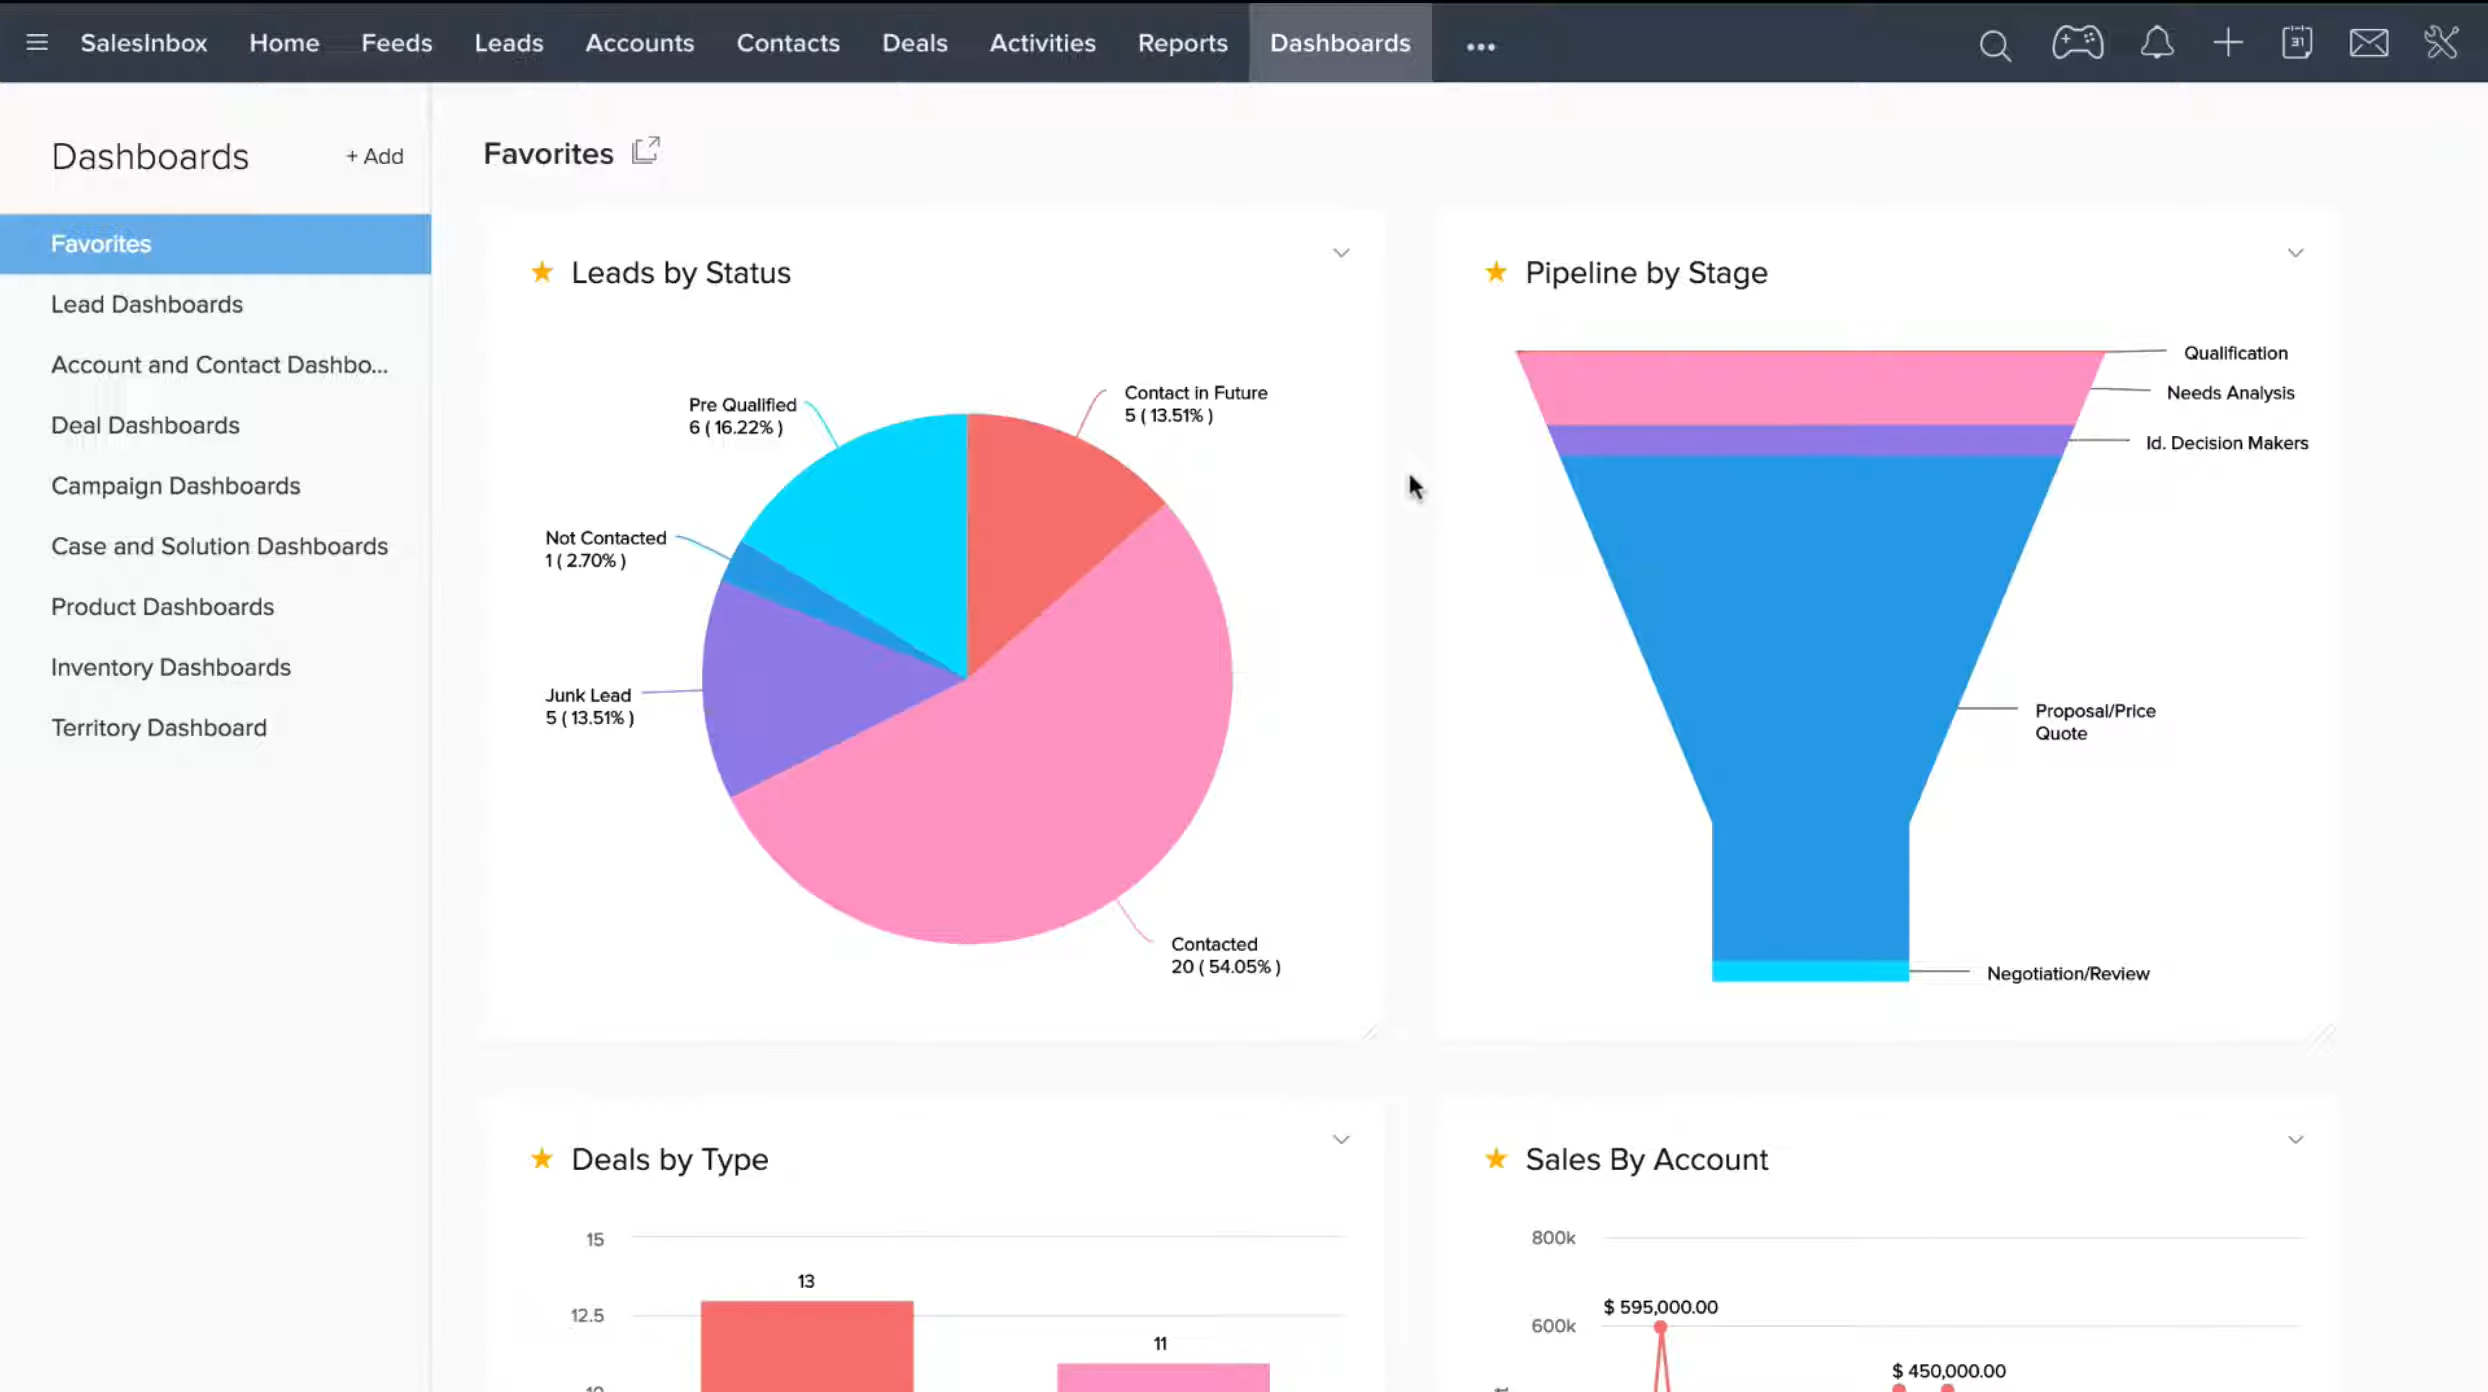 SalesInbox Home Feeds Leads Accounts Contacts Deals Activities Reports Dashboards
31
Dashboards
+ Add
Favorites
Lead Dashboards
Account and Contact Dashbo...
Deal Dashboards
Campaign Dashboards
Case and Solution Dashboards
Product Dashboards
Inventory Dashboards
Territory Dashboard
Favorites
Leads by Status
Contact in Future
5 ( 13.51% )
Pre Qualified
6 ( 16.22% )
Not Contacted
1 ( 2.70% )
Junk Lead
5 ( 13.51% )
Contacted
20 ( 54.05% )
Pipeline by Stage
Qualification
Needs Analysis
Id. Decision Makers
Proposal/Price
Quote
Negotiation/Review
Deals by Type
15
13
12.5
11
Sales By Account
800k
$ 595,000.00
600k
$ 450,000.00